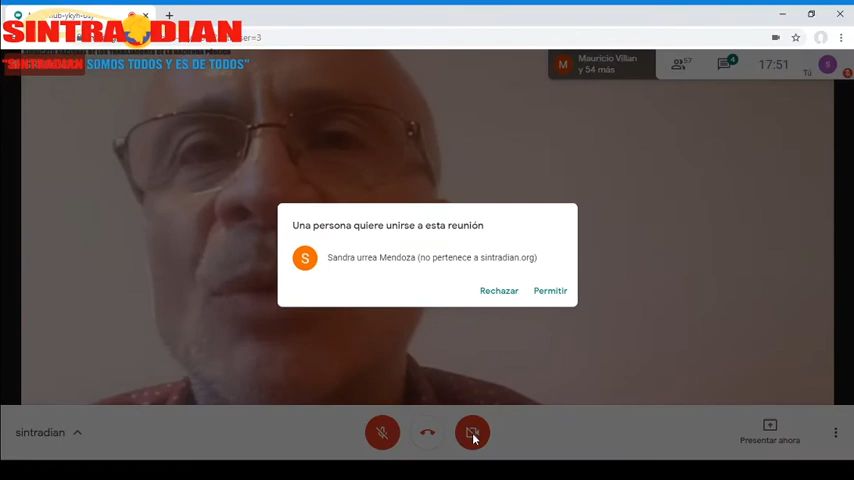 SINTRADIAN
SINDICATO NACIONAL DE LOS TRABAJADORES DE LA HACIENDA PÚBLICA
"SINTRADIAN SOMOS TODOS Y ES DE TODOS"
Mauricio Villan
y 54 más
M
57
4
17:51
Tú
S
Una persona quiere unirse a esta reunión
S
Sandra urrea Mendoza (no pertenece a sintradian.org)
Rechazar
Permitir
sintradian
Presentar ahora